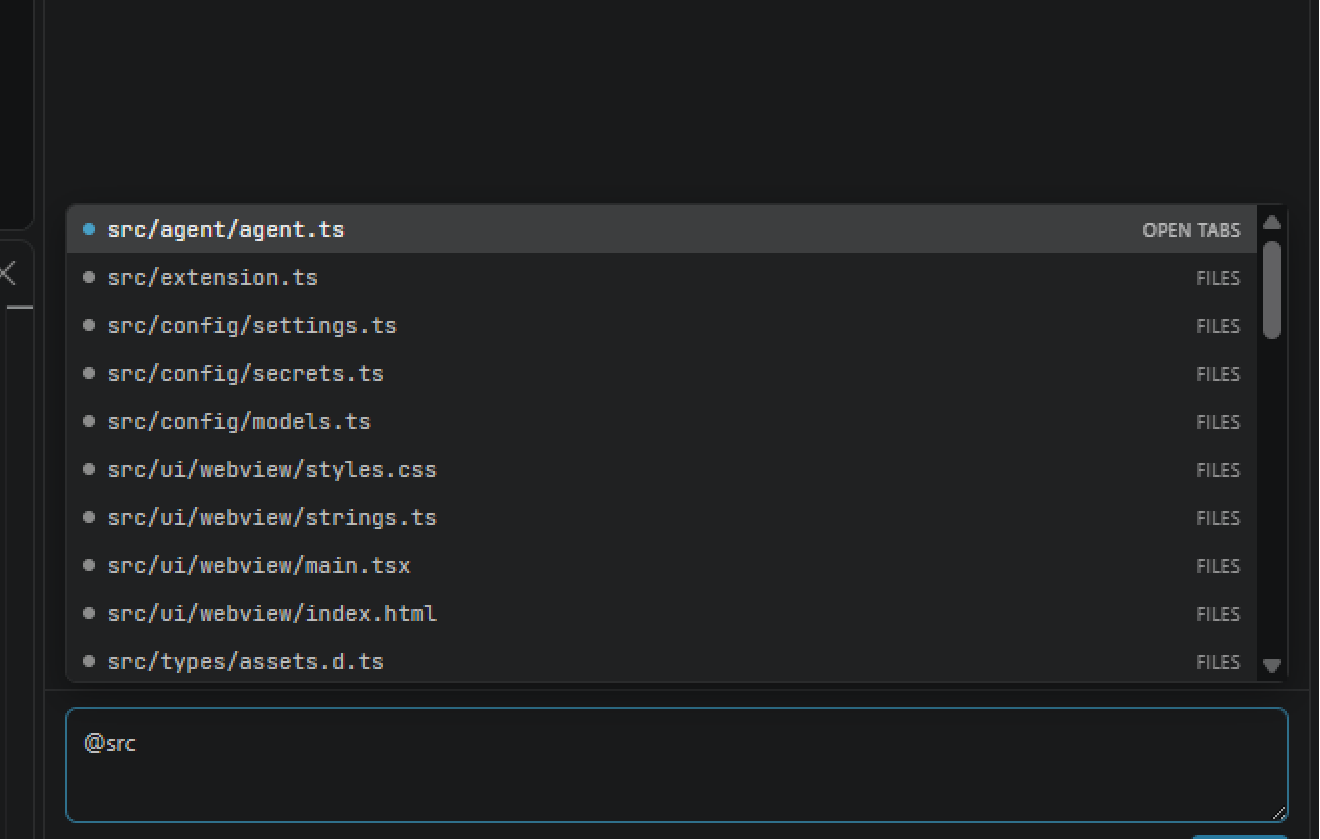 src/agent/agent.ts OPEN TABS
src/extension.ts FILES
src/config/settings.ts FILES
src/config/secrets.ts FILES
src/config/models.ts FILES
src/ui/webview/styles.css FILES
src/ui/webview/strings.ts FILES
src/ui/webview/main.tsx FILES
src/ui/webview/index.html FILES
src/types/assets.d.ts FILES
@src